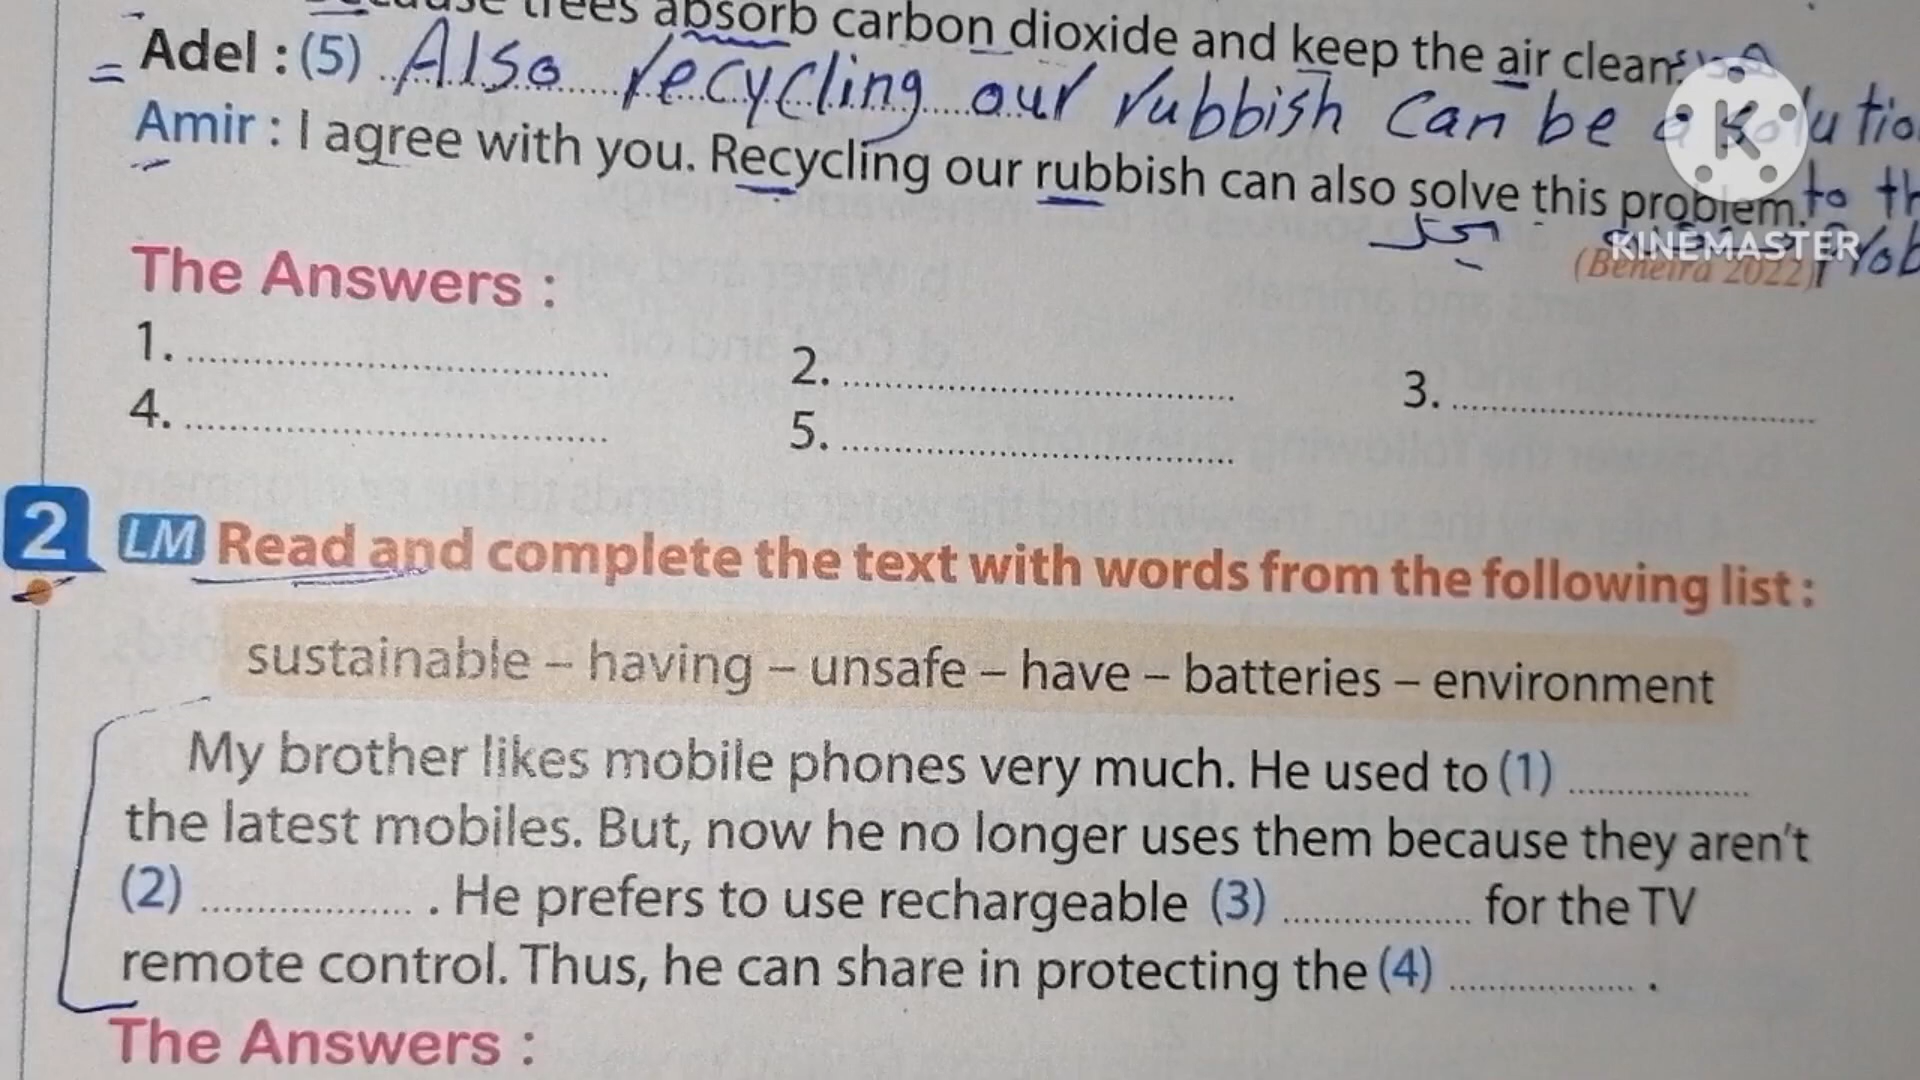 trees absorb carbon dioxide and keep the air clean.
Adel : (5) Also recycling our rubbish can be a solutio
Amir : I agree with you. Recycling our rubbish can also solve this problem. to th
K
KINEMASTER
(Beheira 2022) prob
The Answers :
1. ..............................
2. ..............................
3. ..............................
4. ..............................
5. ..............................
2 LM Read and complete the text with words from the following list :
sustainable – having – unsafe – have – batteries – environment
My brother likes mobile phones very much. He used to (1) ..................
the latest mobiles. But, now he no longer uses them because they aren't
(2) .................... . He prefers to use rechargeable (3) .................. for the TV
remote control. Thus, he can share in protecting the (4) .................. .
The Answers :